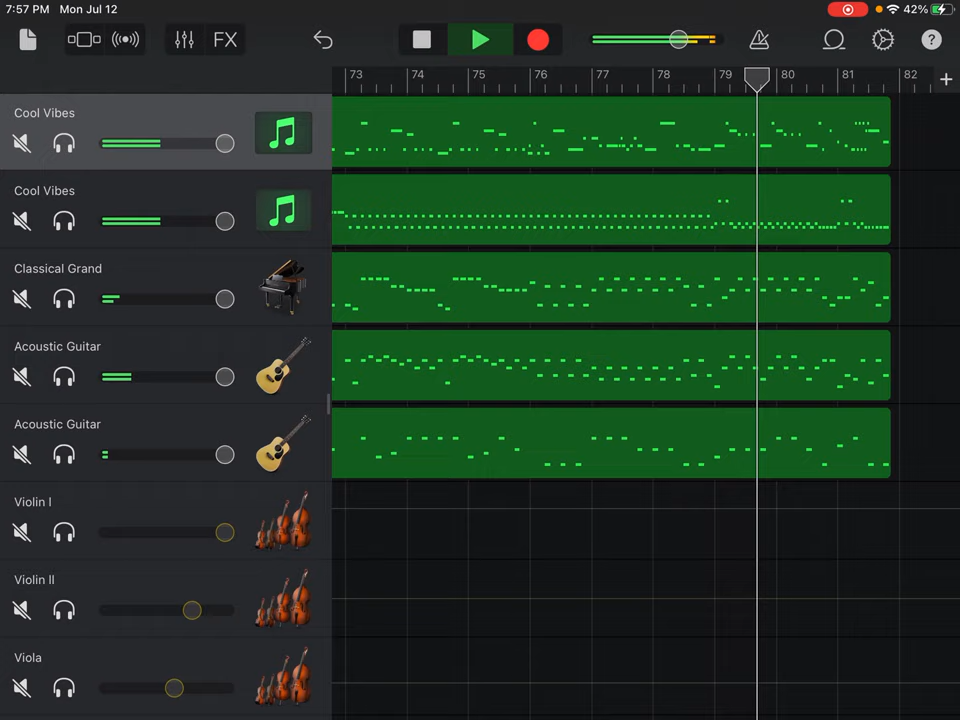 7:57 PM Mon Jul 12
42%
FX
?
73 74 75 76 77 78 79 80 81 82 +
Cool Vibes
Cool Vibes
Classical Grand
Acoustic Guitar
Acoustic Guitar
Violin I
Violin II
Viola